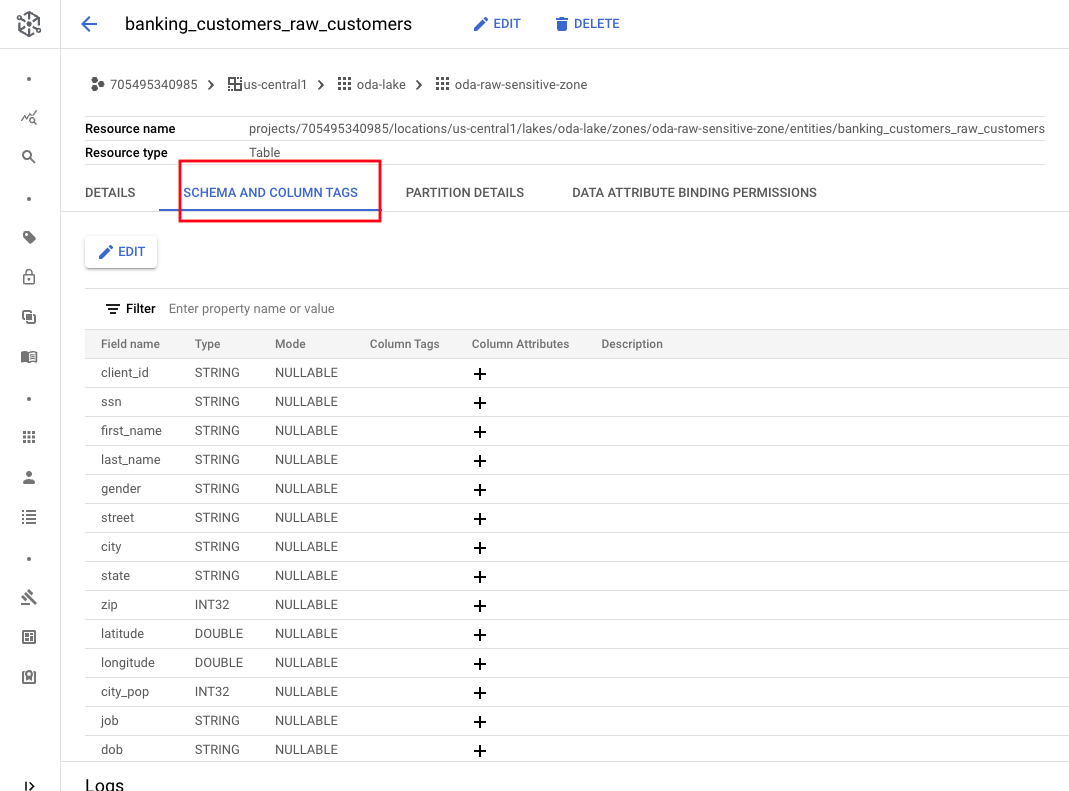 banking_customers_raw_customers EDIT DELETE
705495340985 us-central1 oda-lake oda-raw-sensitive-zone
Resource name projects/705495340985/locations/us-central1/lakes/oda-lake/zones/oda-raw-sensitive-zone/entities/banking_customers_raw_customers
Resource type Table
DETAILS SCHEMA AND COLUMN TAGS PARTITION DETAILS DATA ATTRIBUTE BINDING PERMISSIONS
EDIT
Filter Enter property name or value
Field name Type Mode Column Tags Column Attributes Description
client_id STRING NULLABLE
ssn STRING NULLABLE
first_name STRING NULLABLE
last_name STRING NULLABLE
gender STRING NULLABLE
street STRING NULLABLE
city STRING NULLABLE
state STRING NULLABLE
zip INT32 NULLABLE
latitude DOUBLE NULLABLE
longitude DOUBLE NULLABLE
city_pop INT32 NULLABLE
job STRING NULLABLE
dob STRING NULLABLE
Logs